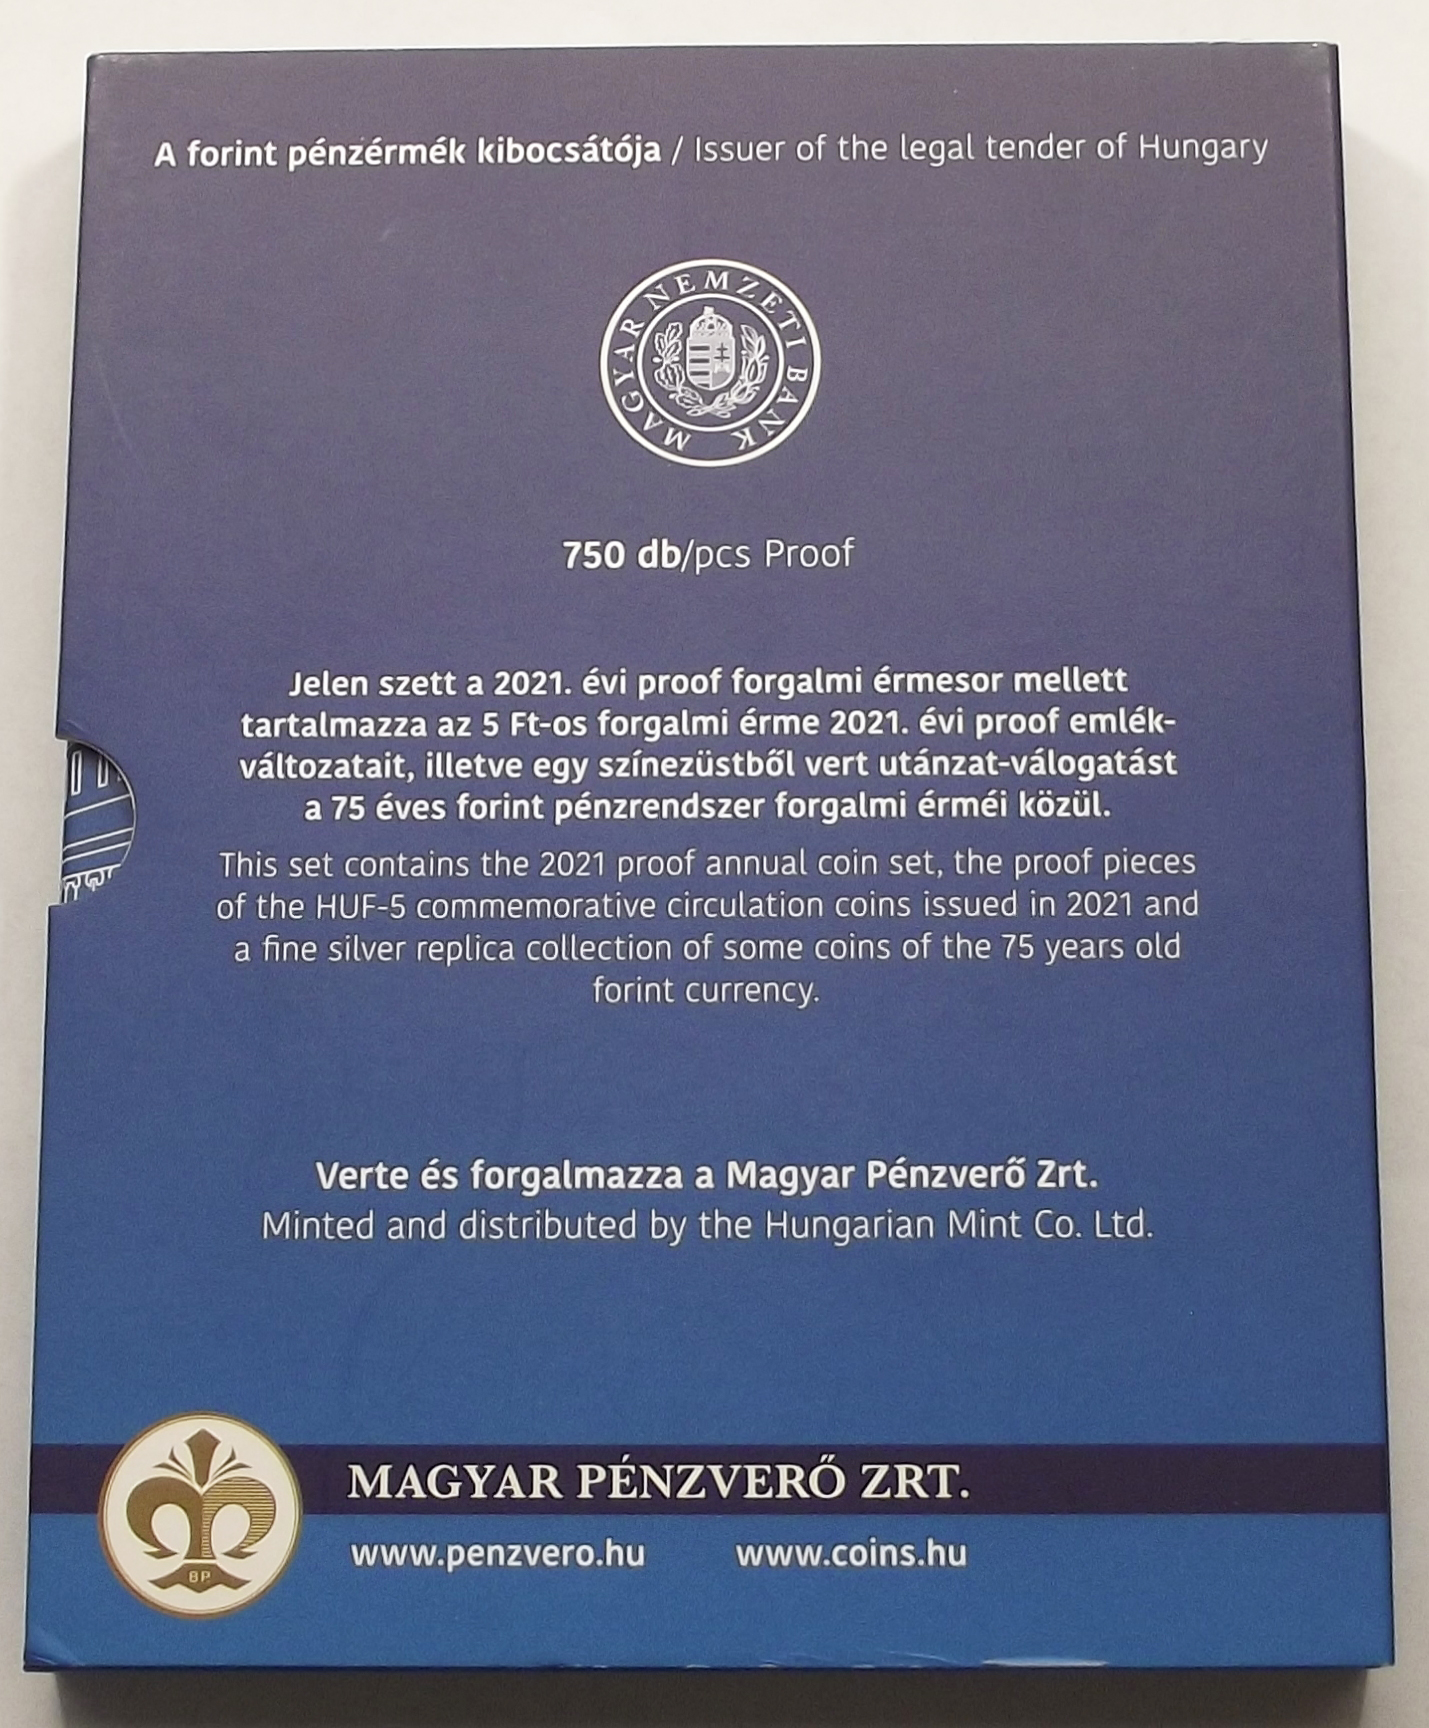 A forint pénzérmék kibocsátója / Issuer of the legal tender of Hungary
MAGYAR NEMZETI BANK
750 db/pcs Proof
Jelen szett a 2021. évi proof forgalmi érmesor mellett
tartalmazza az 5 Ft-os forgalmi érme 2021. évi proof emlék-
változatait, illetve egy színezüstből vert utánzat-válogatást
a 75 éves forint pénzrendszer forgalmi érméi közül.
This set contains the 2021 proof annual coin set, the proof pieces
of the HUF-5 commemorative circulation coins issued in 2021 and
a fine silver replica collection of some coins of the 75 years old
forint currency.
Verte és forgalmazza a Magyar Pénzverő Zrt.
Minted and distributed by the Hungarian Mint Co. Ltd.
MAGYAR PÉNZVERŐ ZRT.
BP
www.penzvero.hu www.coins.hu